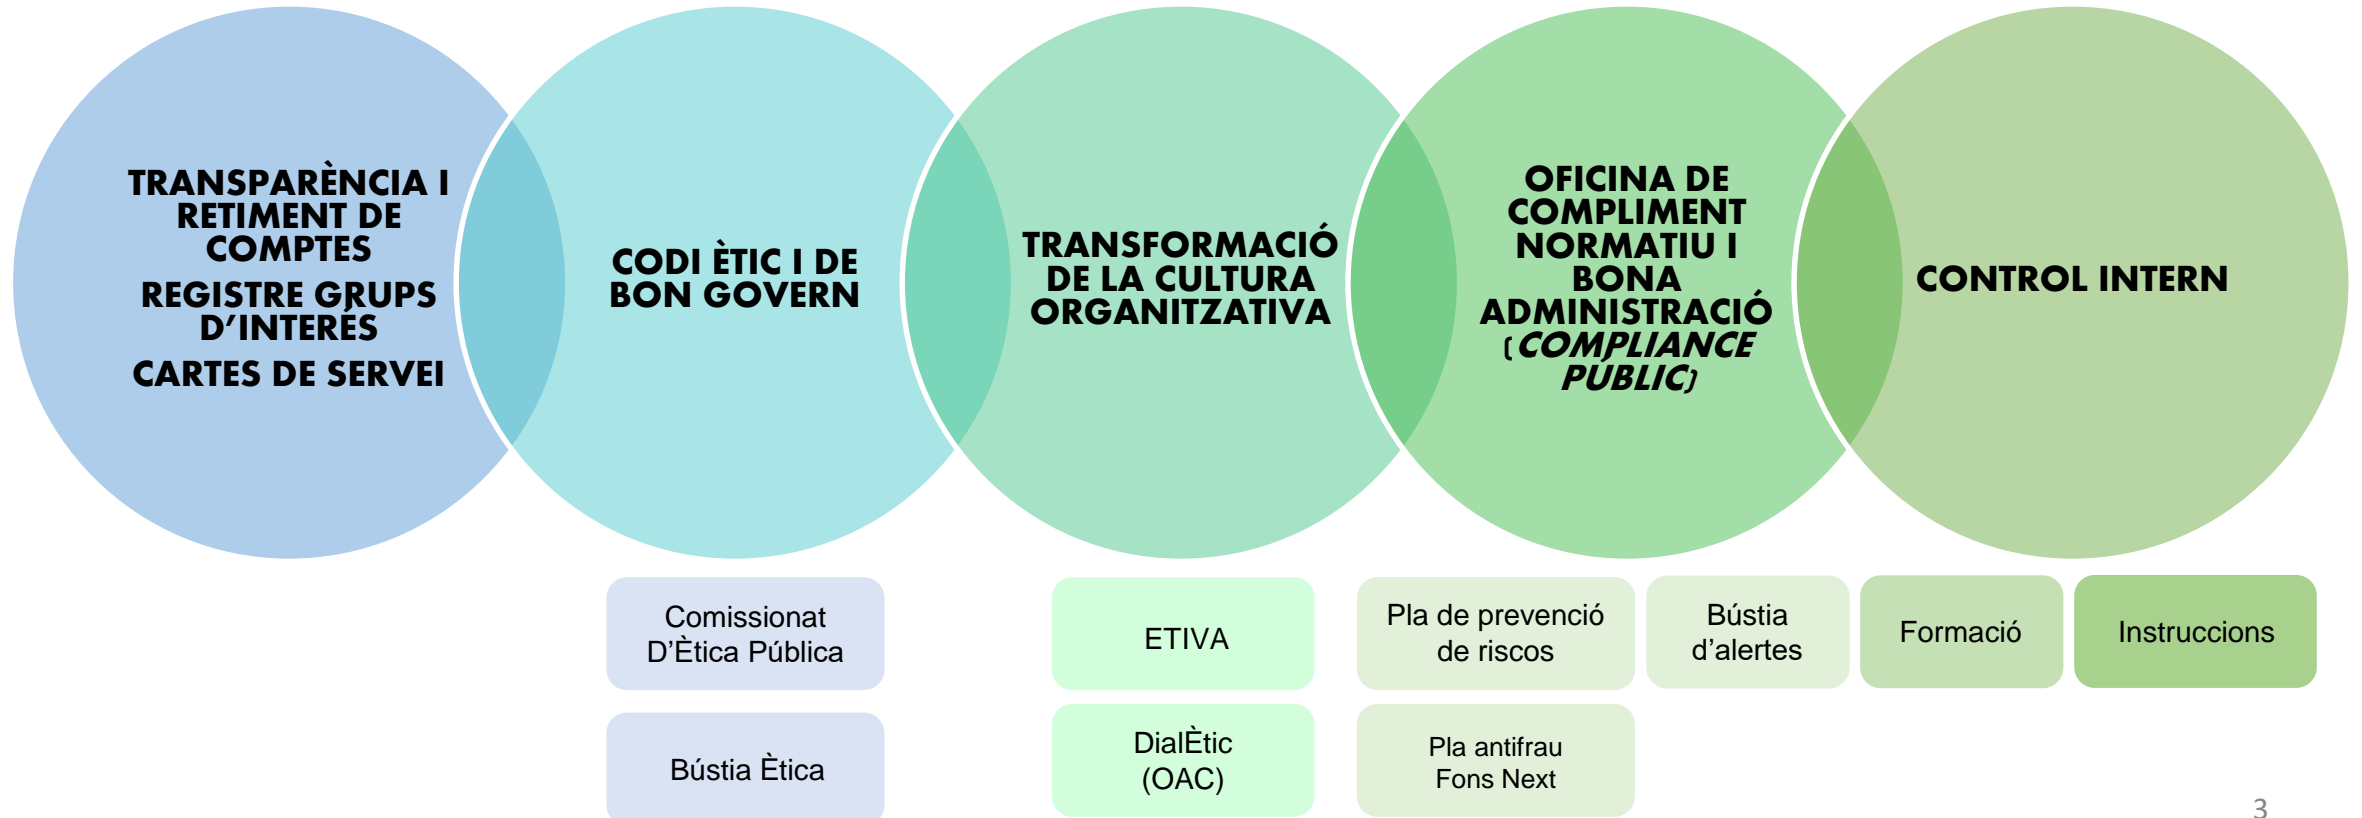 TRANSPARÈNCIA I
RETIMENT DE
COMPTES
REGISTRE GRUPS
D'INTERÉS
CARTES DE SERVEI
CODI ÈTIC I DE
BON GOVERN
TRANSFORMACIÓ
DE LA CULTURA
ORGANITZATIVA
OFICINA DE
COMPLIMENT
NORMATIU I
BONA
ADMINISTRACIÓ
(COMPLIANCE
PÚBLIC)
CONTROL INTERN
Comissionat
D'Ètica Pública
Bústia Ètica
ETIVA
DialÈtic
(OAC)
Pla de prevenció
de riscos
Pla antifrau
Fons Next
Bústia
d'alertes
Formació
Instruccions
3